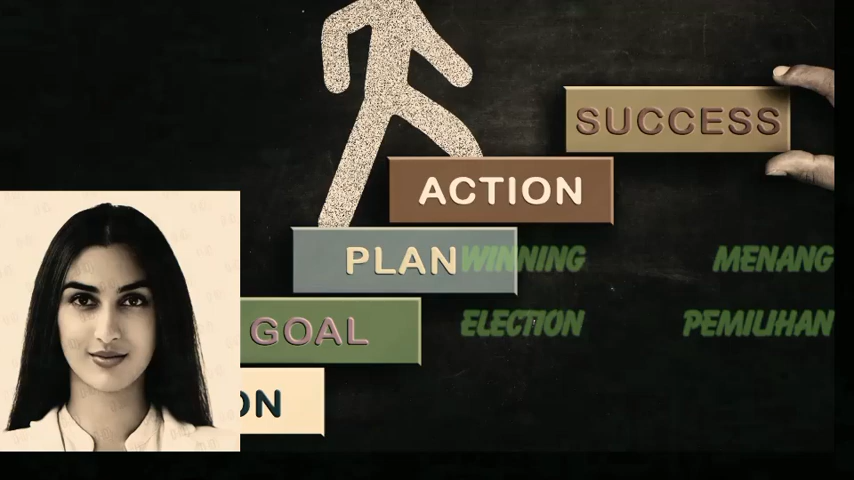 SUCCESS
ACTION
PLAN
WINNING MENANG
GOAL
ELECTION PEMILIHAN
ON